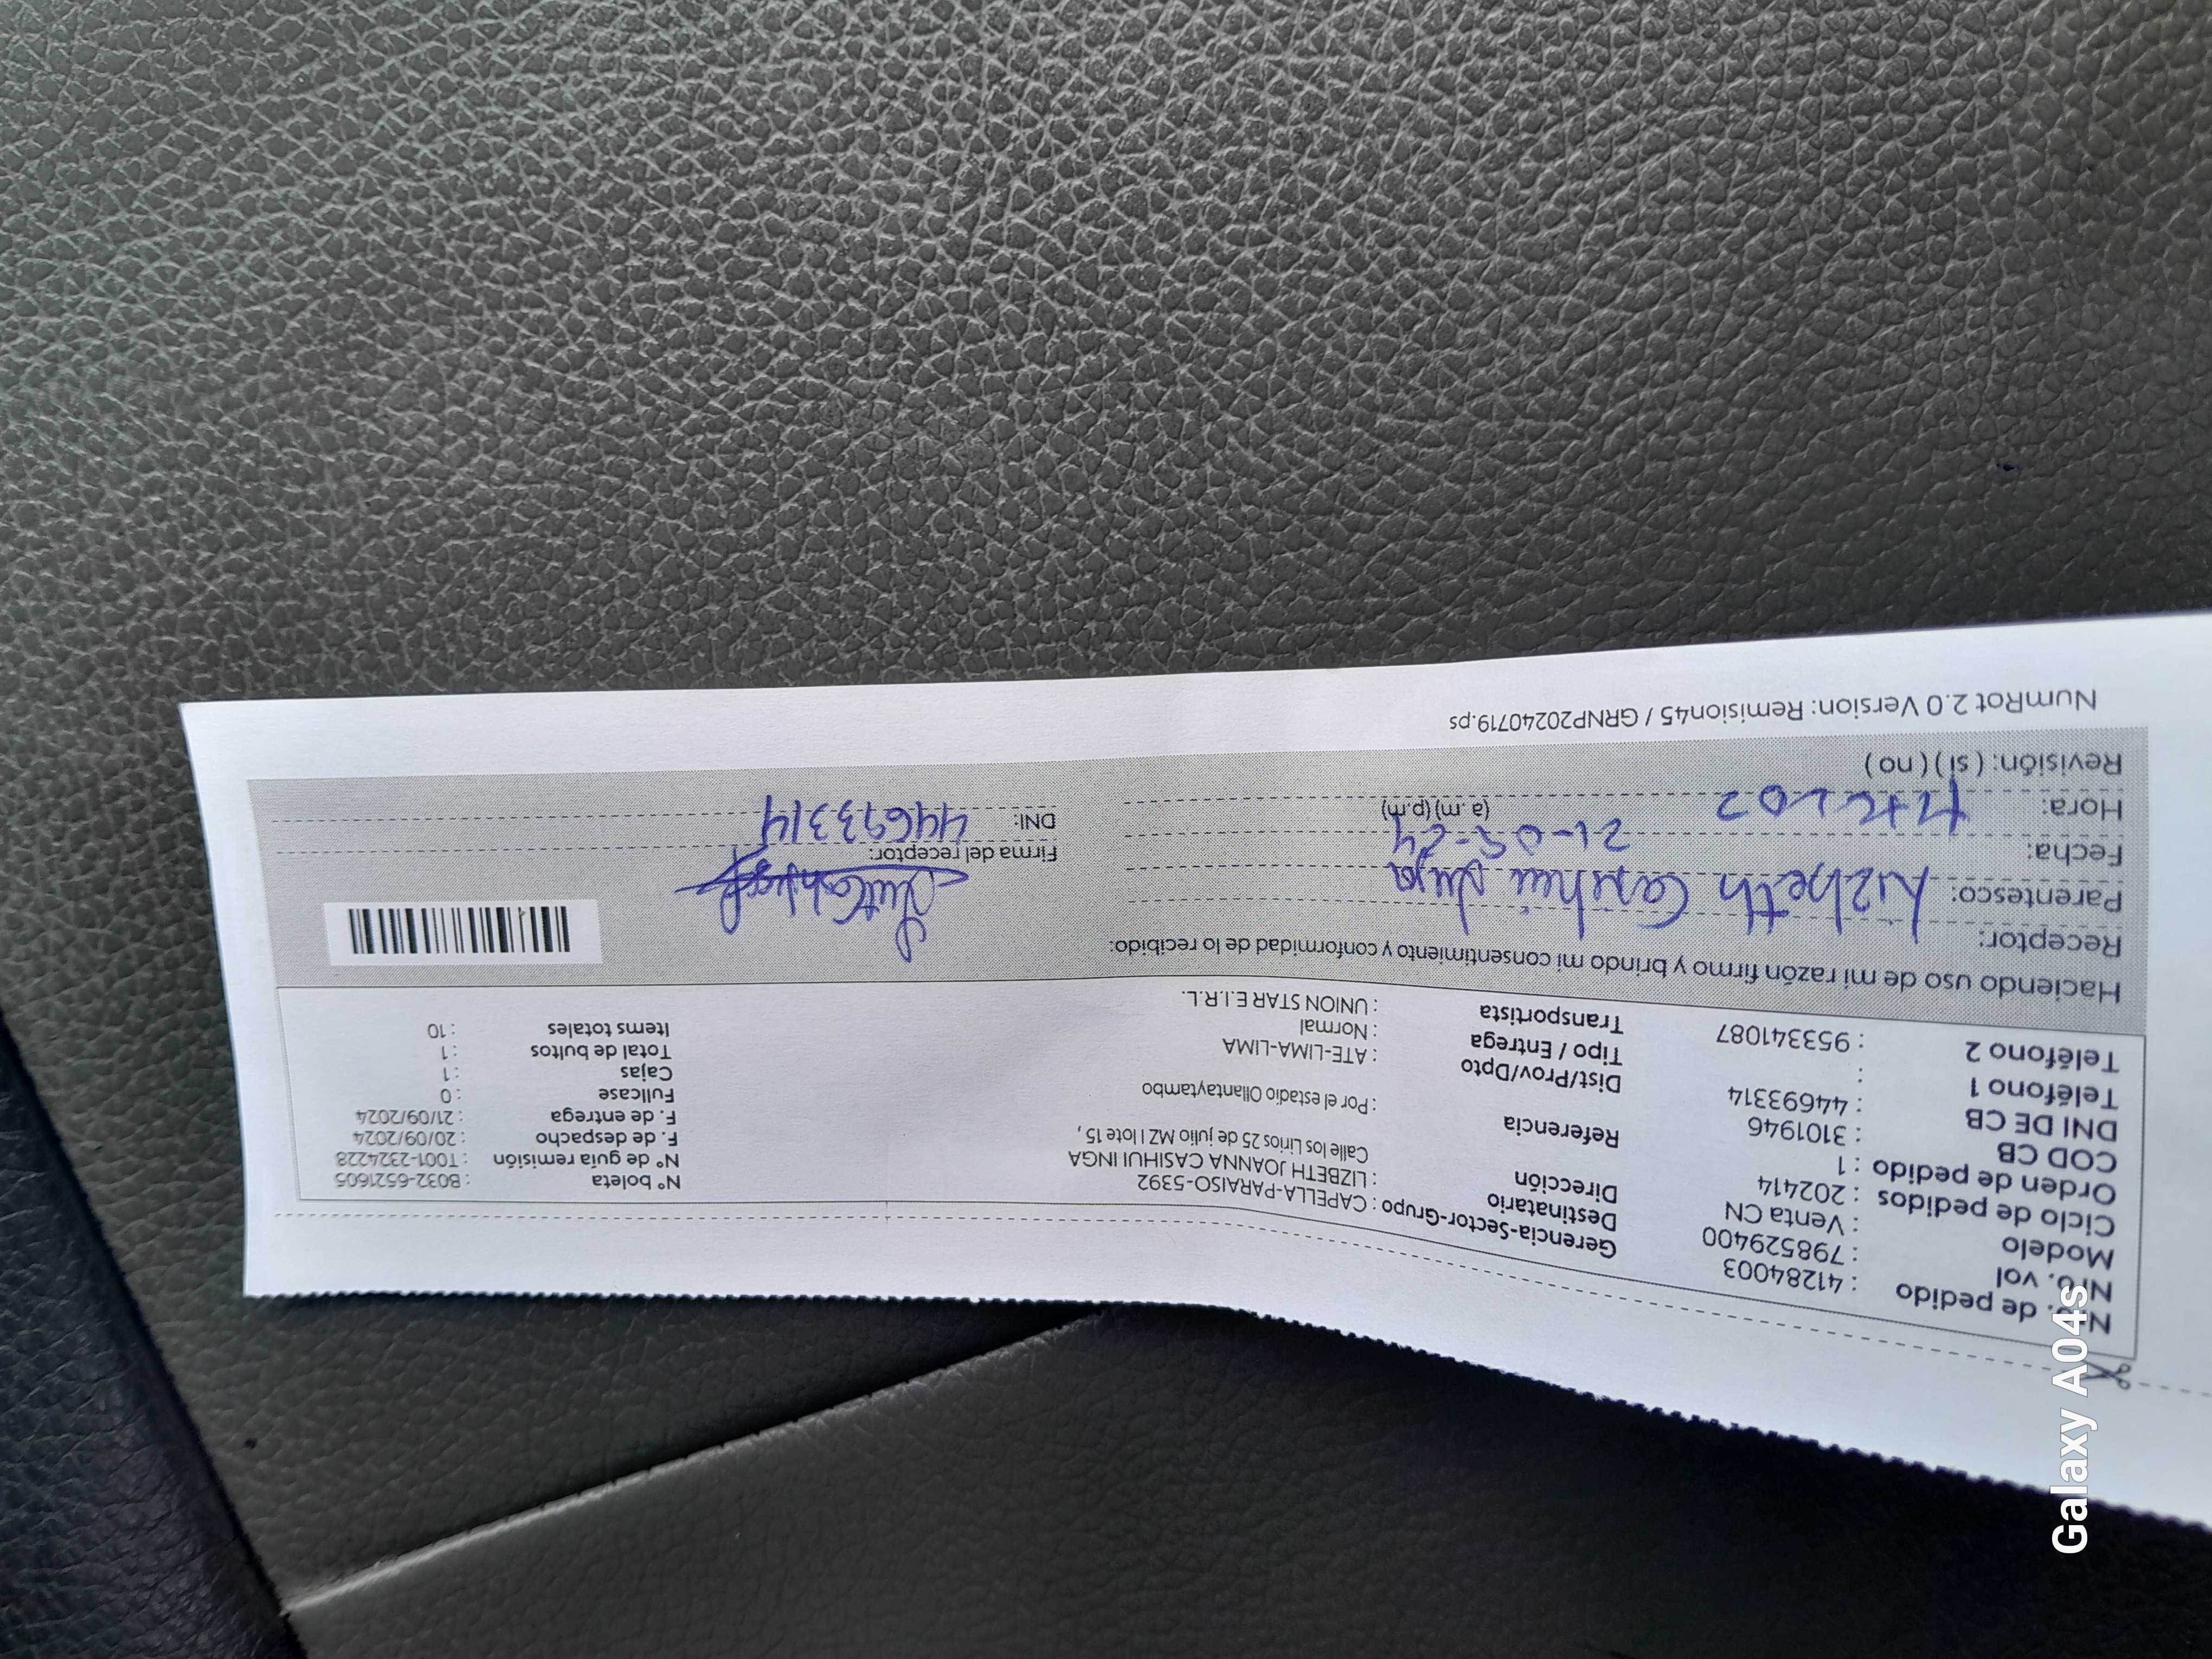 Nro. de pedido : 41284003
Nro. vol : 798529400
Modelo : Venta CN
Ciclo de pedidos : 202414
Orden de pedido : 1
COD CB : 3101946
DNI DE CB : 44693314
Teléfono 1 :
Teléfono 2 : 953341087
Gerencia-Sector-Grupo : CAPELLA-PARAISO-5392
Destinatario : LIZBETH JOANNA CASIHUI INGA
Dirección Calle los Lirios 25 de julio MZ I lote 15 ,
Referencia : Por el estadio Ollantaytambo
Dist/Prov/Dpto : ATE-LIMA-LIMA
Tipo / Entrega : Normal
Transportista : UNION STAR E.I.R.L.
N° boleta : B032-6521605
N° de guía remisión : T001-2324228
F. de despacho : 20/09/2024
F. de entrega : 21/09/2024
Fullcase : 0
Cajas : 1
Total de bultos : 1
Items totales : 10
Haciendo uso de mi razón firmo y brindo mi consentimiento y conformidad de lo recibido:
Receptor: Lizbeth Casihui
Parentesco:
Fecha: 21-09-24
Hora: (a.m) (p.m)
Revisión: ( si ) ( no )
Firma del receptor:
DNI: 44693314
NumRot 2.0 Version: Remision45 / GRNP20240719.ps
Galaxy A04s